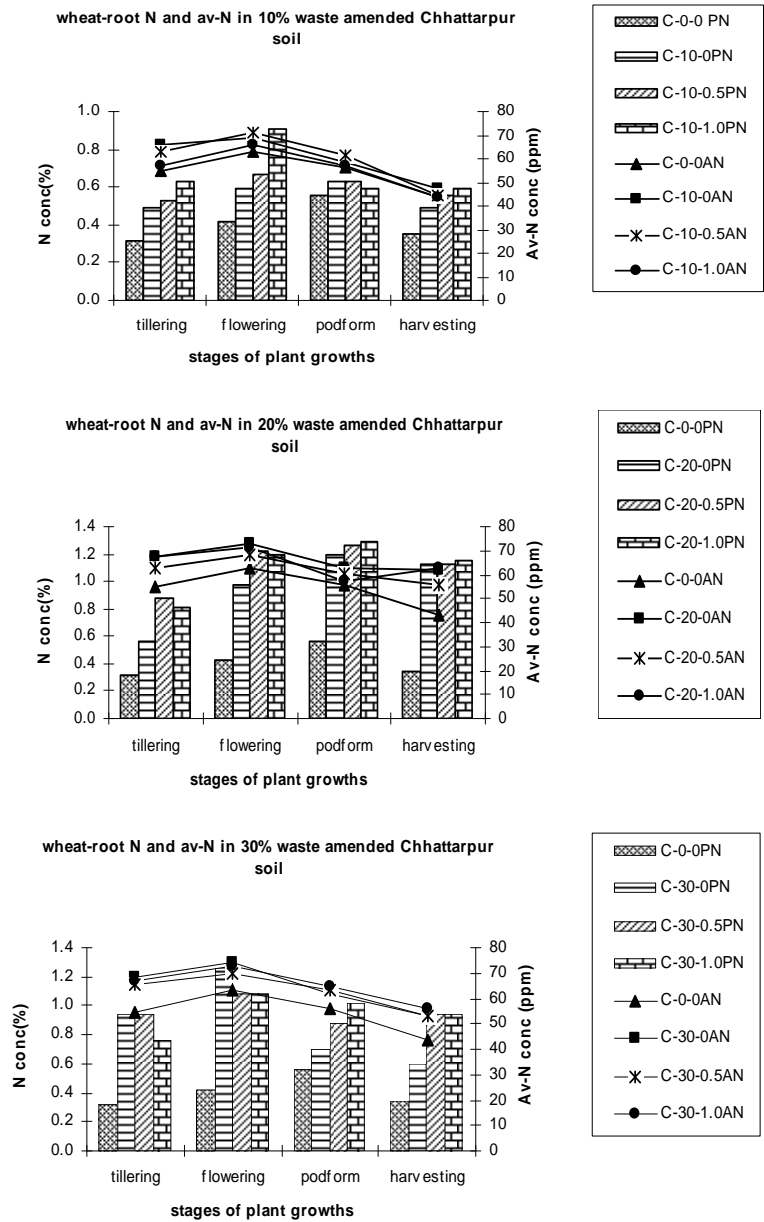 wheat-root N and av-N in 10% waste amended Chhattarpur
soil
N conc(%)
1.0
0.8
0.6
0.4
0.2
0.0
80
70
60
50
40
30
20
10
0
Av-N conc (ppm)
tillering flowering podform harvesting
stages of plant growths
C-0-0 PN
C-10-0PN
C-10-0.5PN
C-10-1.0PN
C-0-0AN
C-10-0AN
C-10-0.5AN
C-10-1.0AN
wheat-root N and av-N in 20% waste amended Chhattarpur
soil
N conc(%)
1.4
1.2
1.0
0.8
0.6
0.4
0.2
0.0
80
70
60
50
40
30
20
10
0
Av-N conc (ppm)
tillering flowering podform harvesting
stages of plant growths
C-0-0PN
C-20-0PN
C-20-0.5PN
C-20-1.0PN
C-0-0AN
C-20-0AN
C-20-0.5AN
C-20-1.0AN
wheat-root N and av-N in 30% waste amended Chhattarpur
soil
N conc(%)
1.4
1.2
1.0
0.8
0.6
0.4
0.2
0.0
80
70
60
50
40
30
20
10
0
Av-N conc (ppm)
tillering flowering podform harvesting
stages of plant growths
C-0-0PN
C-30-0PN
C-30-0.5PN
C-30-1.0PN
C-0-0AN
C-30-0AN
C-30-0.5AN
C-30-1.0AN